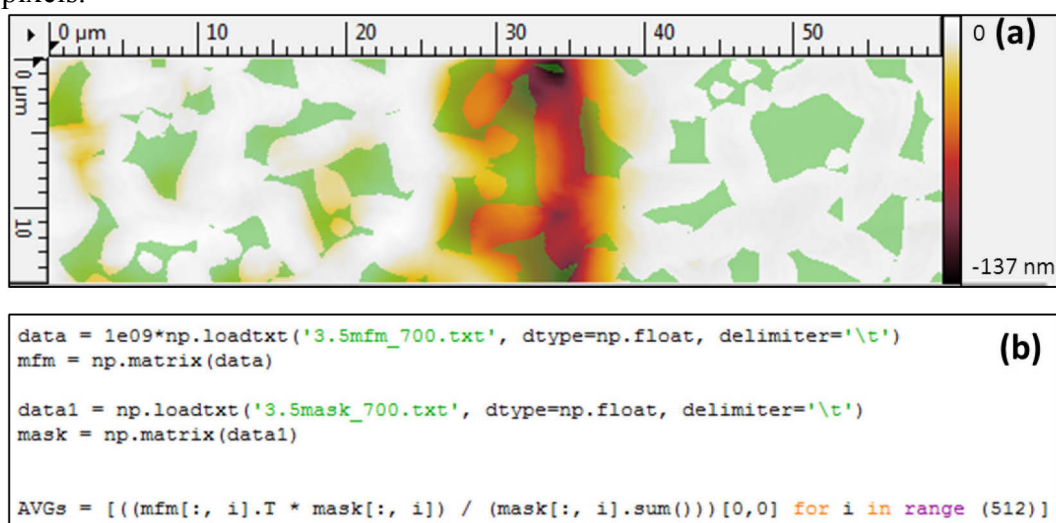 pixels.
0 µm 10 20 30 40 50 0 (a)
0 µm
10
-137 nm
(b)
data = 1e09*np.loadtxt('3.5mfm_700.txt', dtype=np.float, delimiter='\t')
mfm = np.matrix(data)
data1 = np.loadtxt('3.5mask_700.txt', dtype=np.float, delimiter='\t')
mask = np.matrix(data1)
AVGs = [((mfm[:, i].T * mask[:, i]) / (mask[:, i].sum()))[0,0] for i in range (512)]